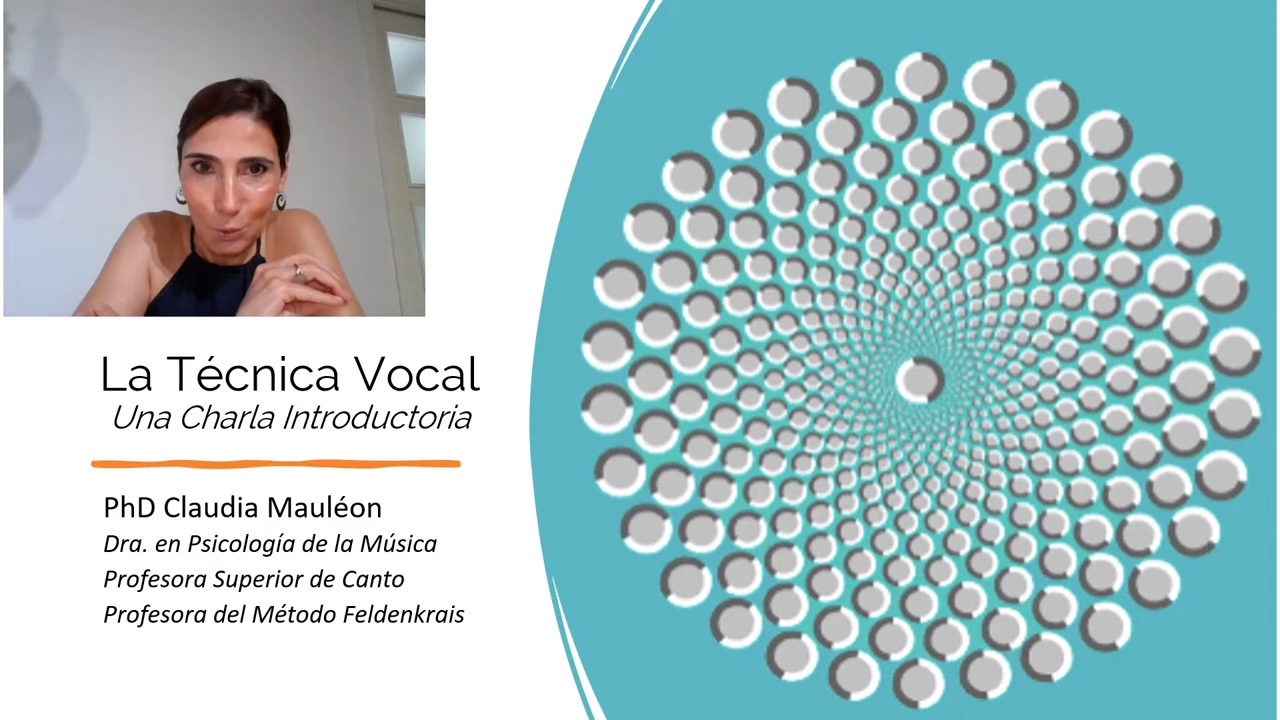 La Técnica Vocal
Una Charla Introductoria
PhD Claudia Mauléon
Dra. en Psicología de la Música
Profesora Superior de Canto
Profesora del Método Feldenkrais